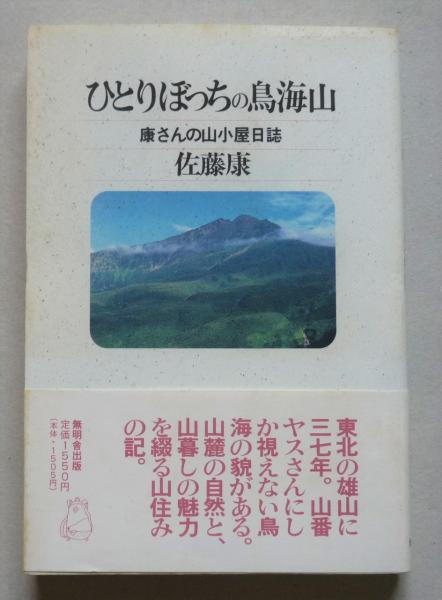 ひとりぼっちの鳥海山
康さんの山小屋日誌
佐藤康
東北の雄山に
三七年。山番
ヤスさんにし
か視えない鳥
海の貌がある。
山麓の自然と、
山暮しの魅力
を綴る山住み
の記。
無明舎出版
定価1550円
〔本体・1505円〕